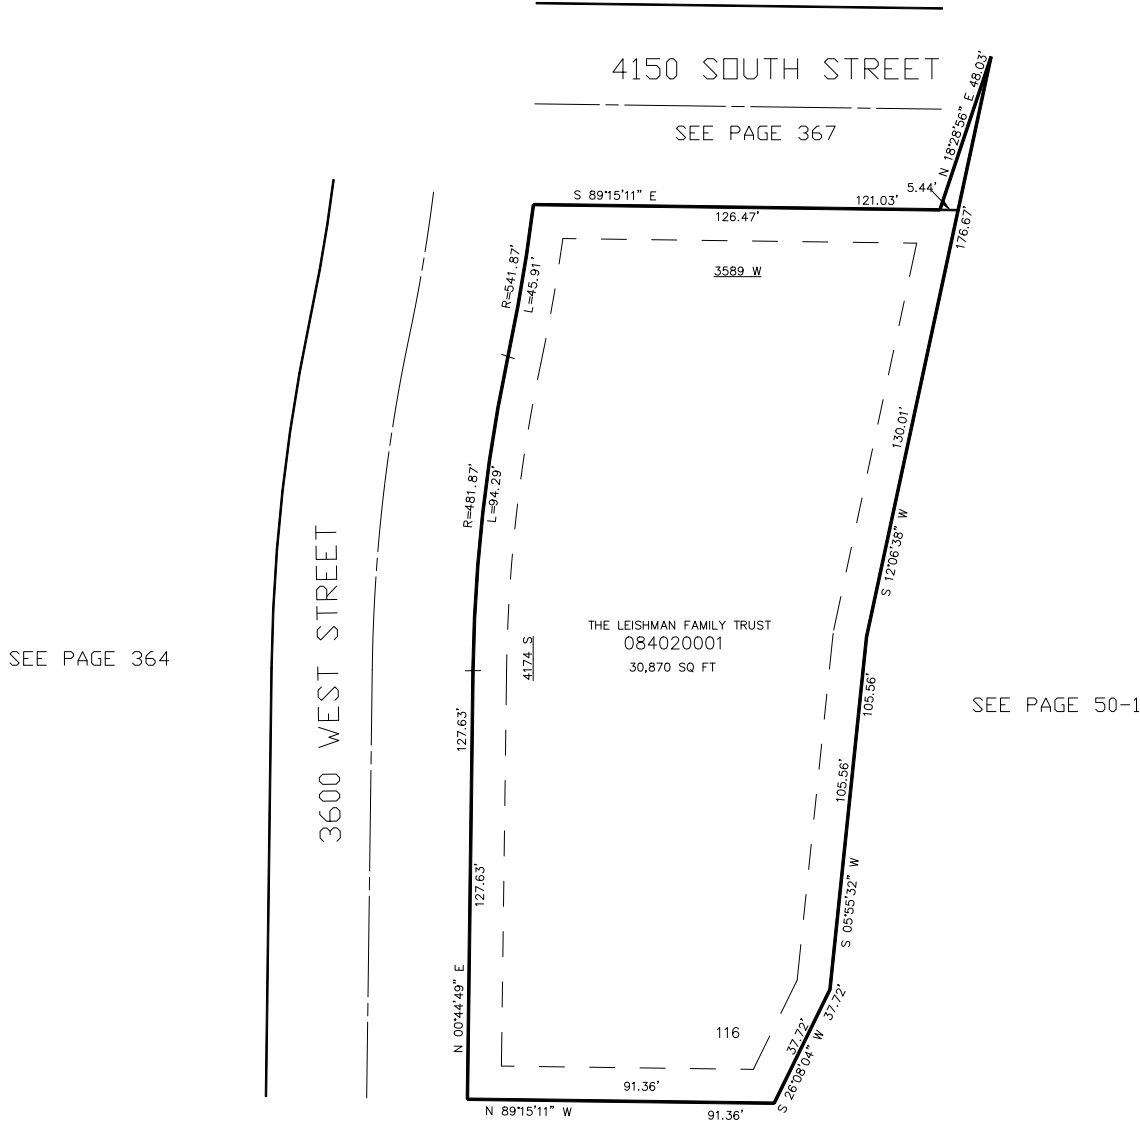 4150 SOUTH STREET
SEE PAGE 367
N 18°28'56" E 48.03'
5.44'
S 89°15'11" E
121.03'
126.47'
176.67'
3589 W
R=541.87'
L=45.91'
130.01'
R=481.87'
L=94.29'
S 12°06'38" W
3600 WEST STREET
THE LEISHMAN FAMILY TRUST
084020001
30,870 SQ FT
4174 S
SEE PAGE 364
SEE PAGE 50-1
105.56'
127.63'
105.56'
127.63'
S 05°55'32" W
N 00°44'49" E
37.72'
37.72'
116
S 26°08'04" W
91.36'
N 89°15'11" W
91.36'